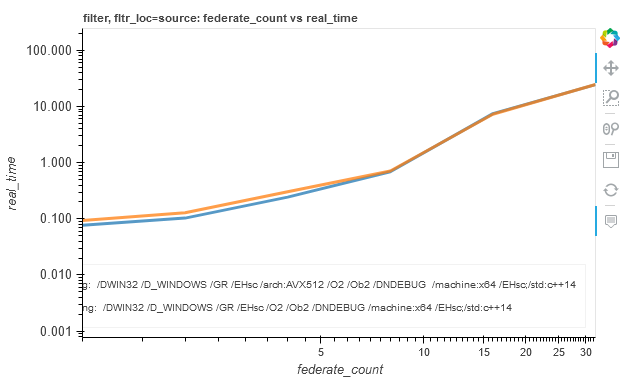 filter, fltr_loc=source: federate_count vs real_time
100.000
10.000
1.000
0.100
0.010
0.001
real_time
g: /DWIN32 /D_WINDOWS /GR /EHsc /arch:AVX512 /O2 /Ob2 /DNDEBUG /machine:x64 /EHsc;/std:c++14
ng: /DWIN32 /D_WINDOWS /GR /EHsc /O2 /Ob2 /DNDEBUG /machine:x64 /EHsc;/std:c++14
5 10 15 20 25 30
federate_count